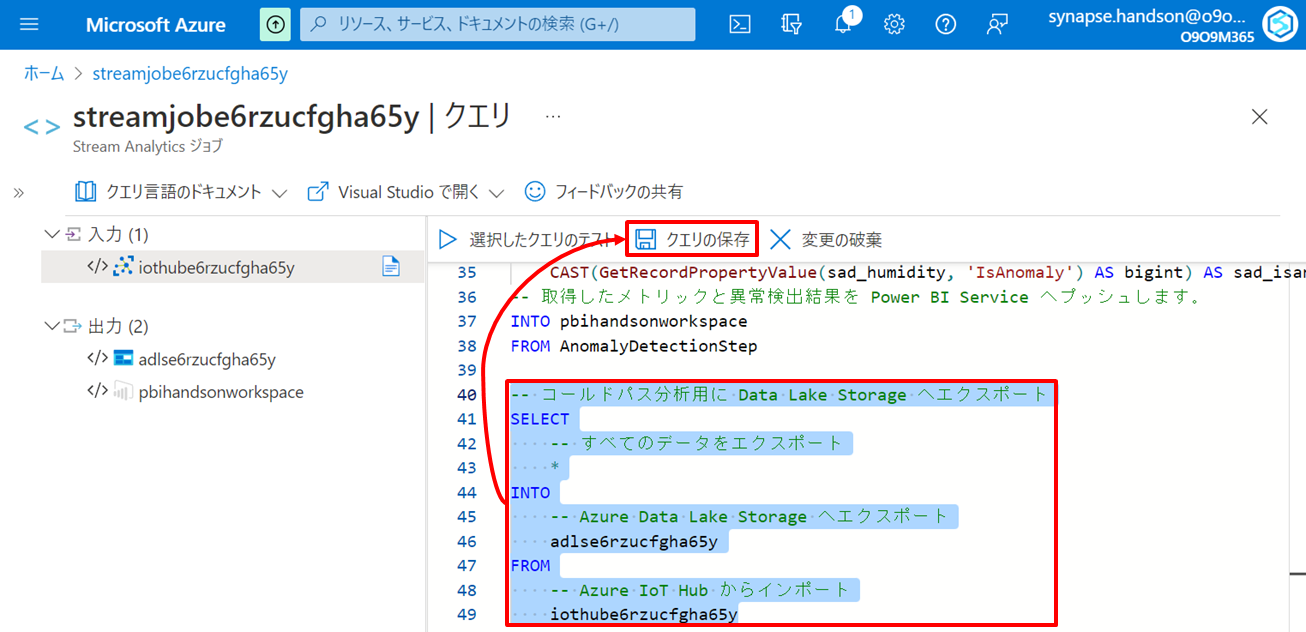 Microsoft Azure
リソース、サービス、ドキュメントの検索 (G+/)
1
synapse.handson@o9o...
O9O9M365
ホーム > streamjobe6rzucfgha65y
<> streamjobe6rzucfgha65y | クエリ ...
Stream Analytics ジョブ
» クエリ言語のドキュメント Visual Studio で開く フィードバックの共有
入力 (1)
</> iothube6rzucfgha65y
出力 (2)
</> adlse6rzucfgha65y
</> pbihandsonworkspace
選択したクエリのテスト クエリの保存 変更の破棄
35 CAST(GetRecordPropertyValue(sad_humidity, 'IsAnomaly') AS bigint) AS sad_isan
36 -- 取得したメトリックと異常検出結果を Power BI Service へプッシュします。
37 INTO pbihandsonworkspace
38 FROM AnomalyDetectionStep
39
40 -- コールドパス分析用に Data Lake Storage へエクスポート
41 SELECT
42 -- すべてのデータをエクスポート
43 *
44 INTO
45 -- Azure Data Lake Storage へエクスポート
46 adlse6rzucfgha65y
47 FROM
48 -- Azure IoT Hub からインポート
49 iothube6rzucfgha65y